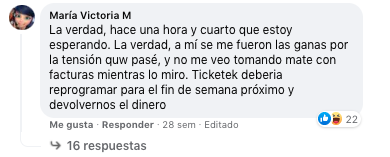 María Victoria M
La verdad, hace una hora y cuarto que estoy
esperando. La verdad, a mí se me fueron las ganas por
la tensión quw pasé, y no me veo tomando mate con
facturas mientras lo miro. Ticketek deberia
reprogramar para el fin de semana próximo y
devolvernos el dinero
22
Me gusta · Responder · 28 sem · Editado
16 respuestas